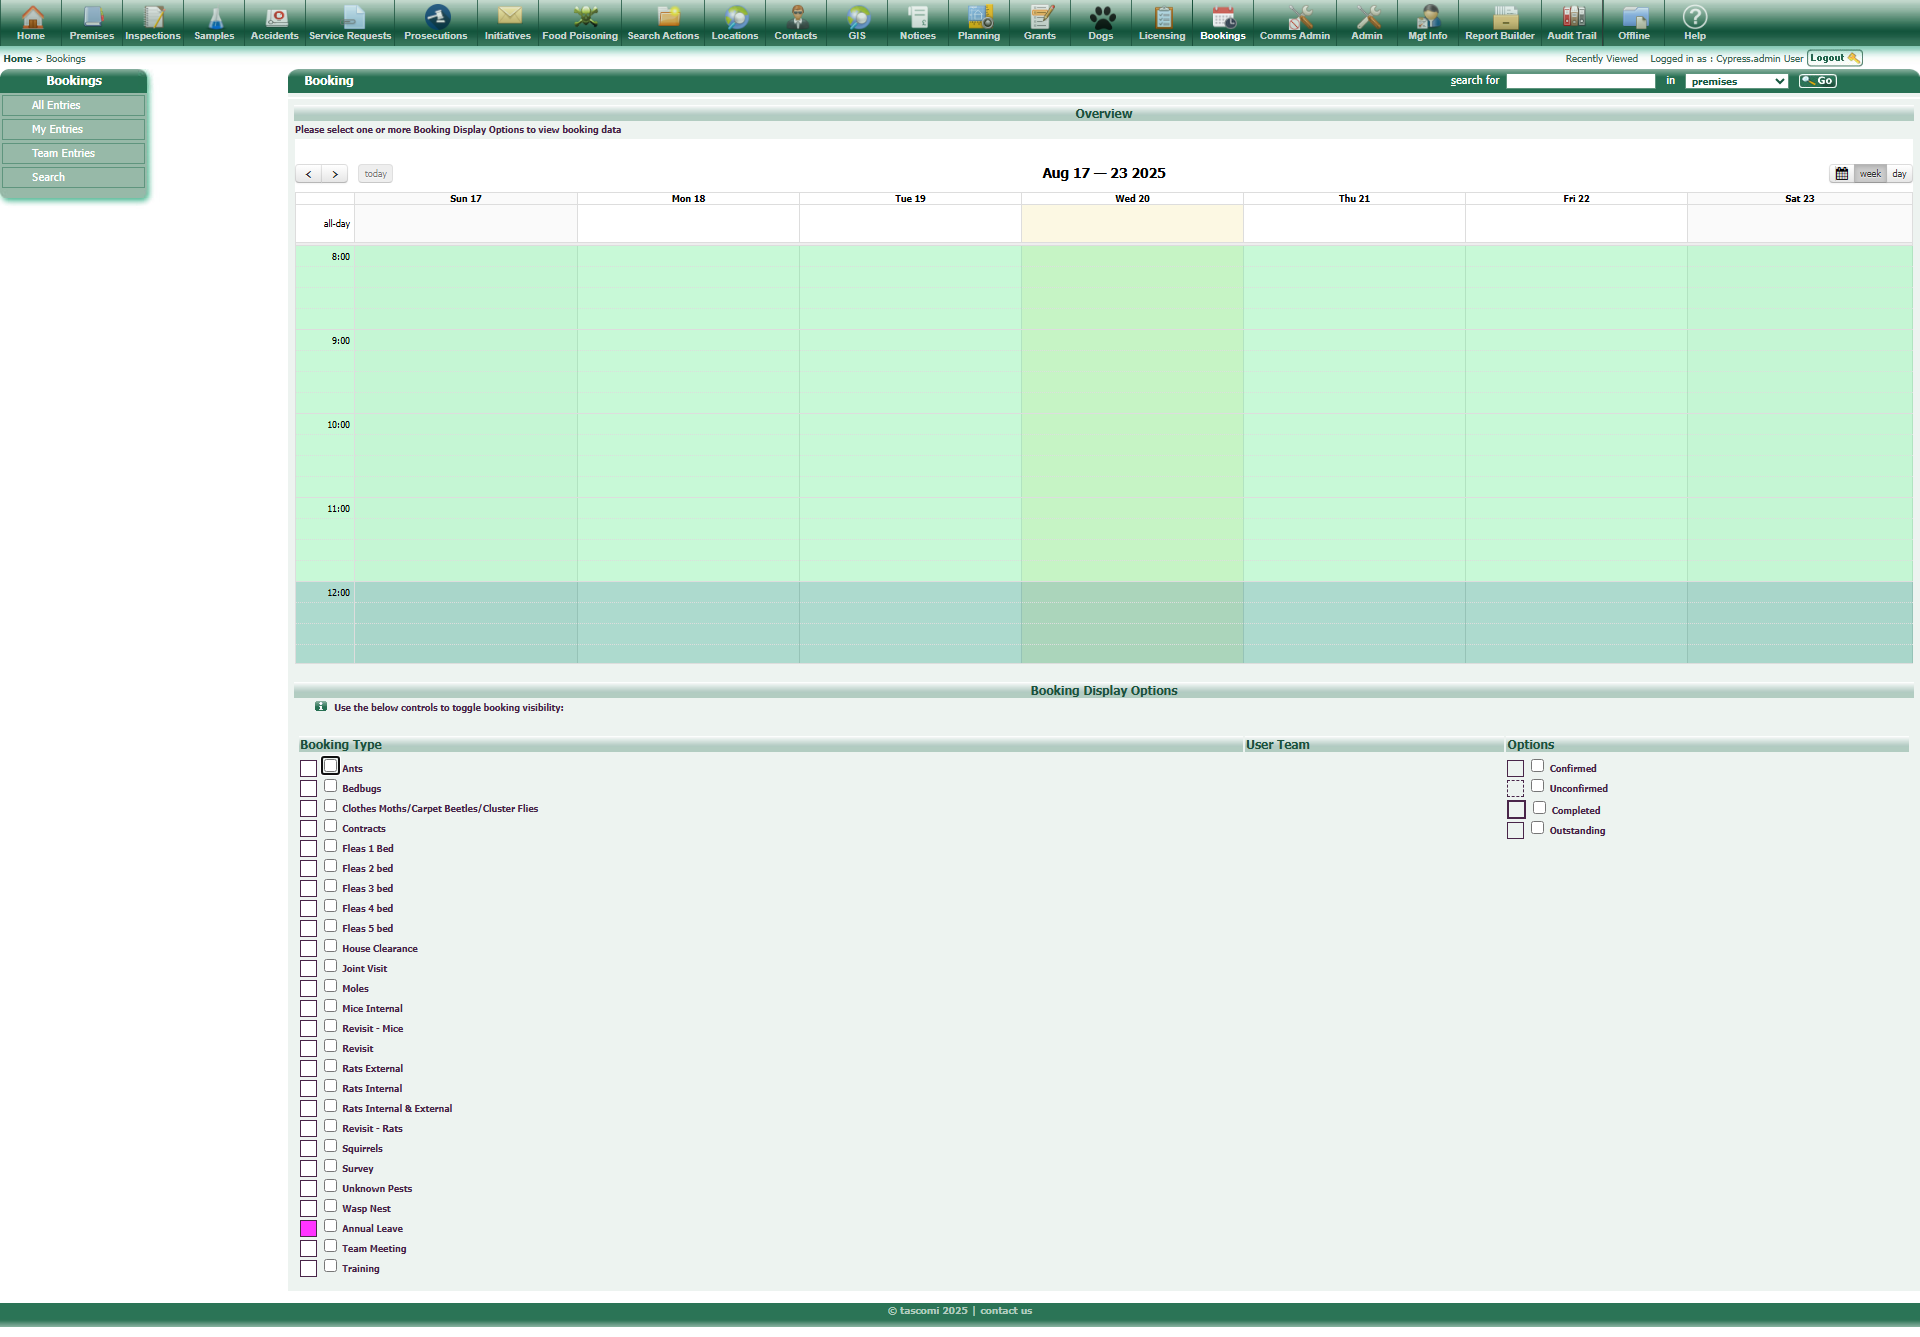 Home Premises Inspections Samples Accidents Service Requests Prosecutions Initiatives Food Poisoning Search Actions Locations Contacts GIS Notices Planning Grants Dogs Licensing Bookings Comms Admin Admin Mgt Info Report Builder Audit Trail Offline Help
Home > Bookings
Recently Viewed Logged in as : Cypress.admin User Logout
Bookings
All Entries
My Entries
Team Entries
Search
Booking
search for in premises Go
Overview
Please select one or more Booking Display Options to view booking data
< > today
Aug 17 — 23 2025
week day
Sun 17 Mon 18 Tue 19 Wed 20 Thu 21 Fri 22 Sat 23
all-day
8:00
9:00
10:00
11:00
12:00
Booking Display Options
Use the below controls to toggle booking visibility:
Booking Type
Ants
Bedbugs
Clothes Moths/Carpet Beetles/Cluster Flies
Contracts
Fleas 1 Bed
Fleas 2 bed
Fleas 3 bed
Fleas 4 bed
Fleas 5 bed
House Clearance
Joint Visit
Moles
Mice Internal
Revisit - Mice
Revisit
Rats External
Rats Internal
Rats Internal & External
Revisit - Rats
Squirrels
Survey
Unknown Pests
Wasp Nest
Annual Leave
Team Meeting
Training
User Team
Options
Confirmed
Unconfirmed
Completed
Outstanding
© tascomi 2025 | contact us